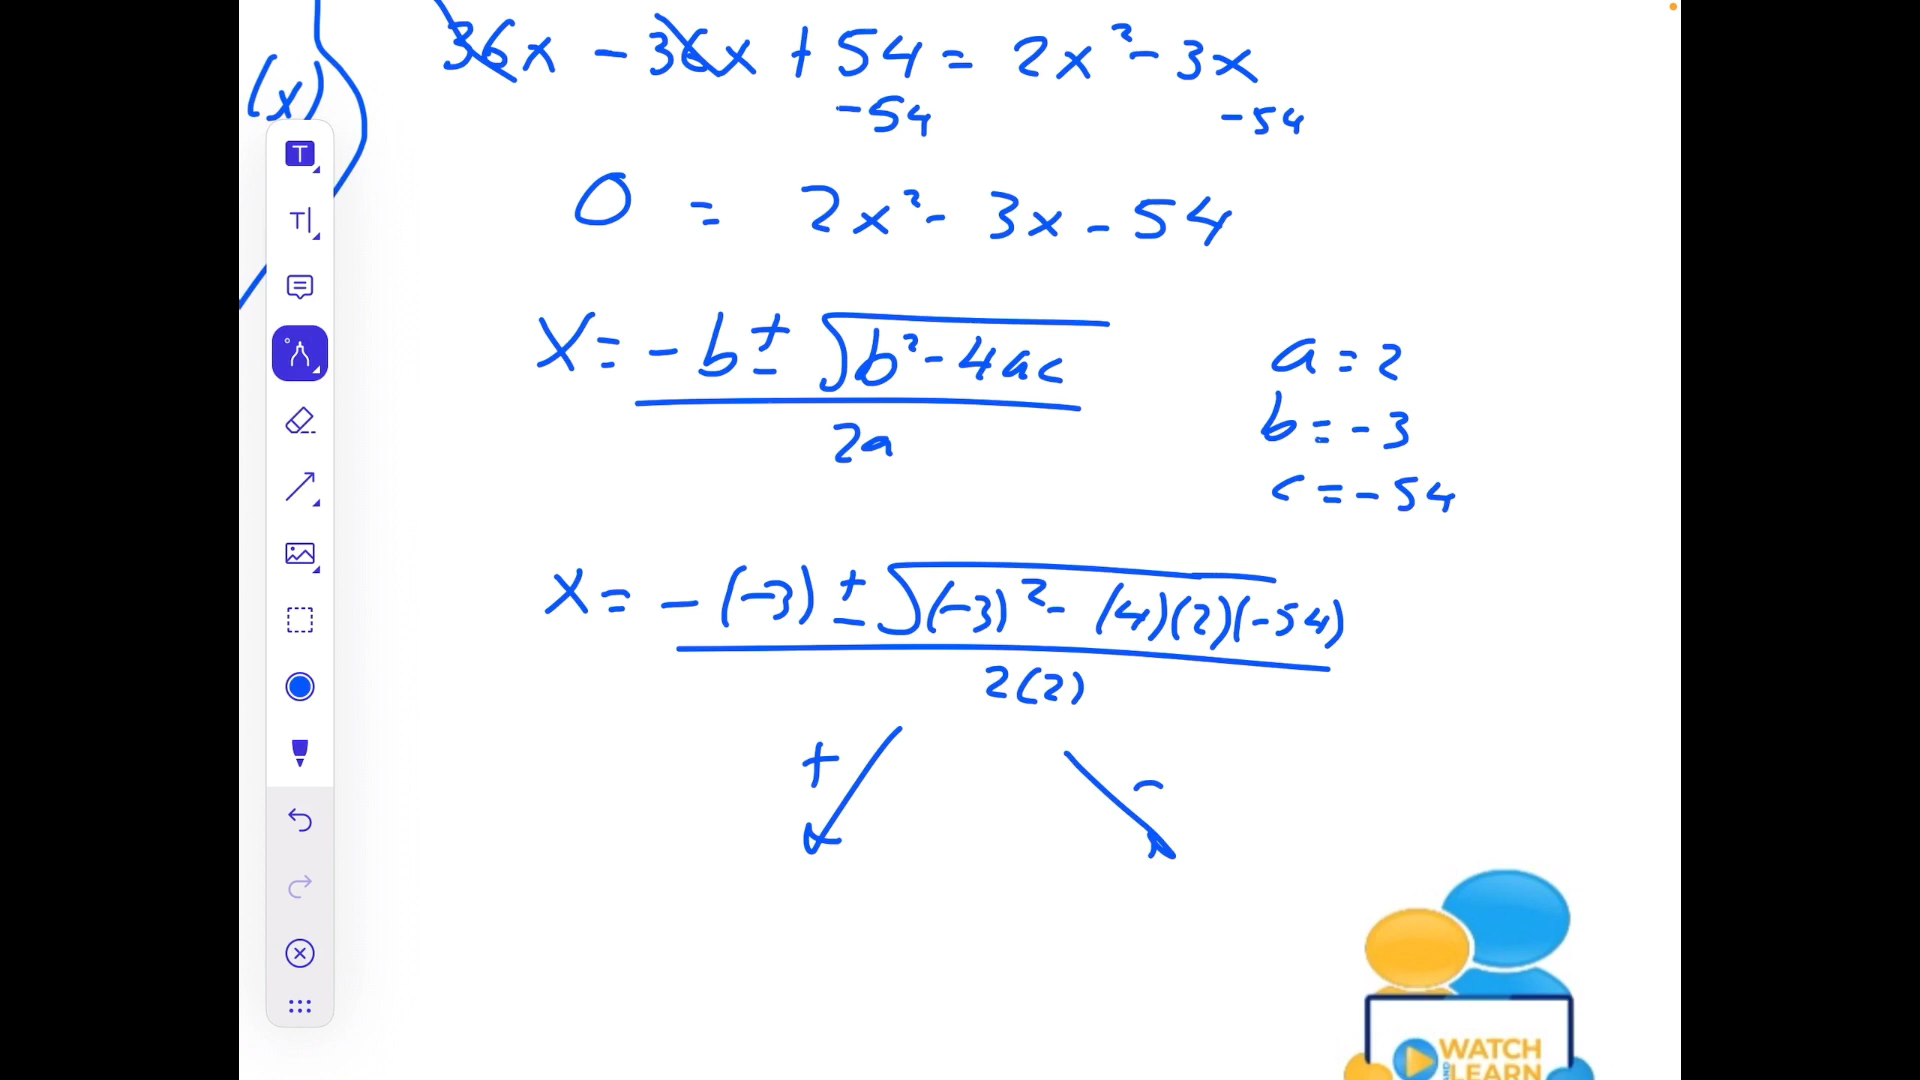 36x - 36x + 54 = 2x² - 3x
(x)
-54 -54
T
0 = 2x² - 3x - 54
T|
x = -b ± √b² - 4ac
2a
a = 2
b = -3
c = -54
x = -(-3) ± √(-3)² - (4)(2)(-54)
2(2)
+ -
WATCH
AND
LEARN